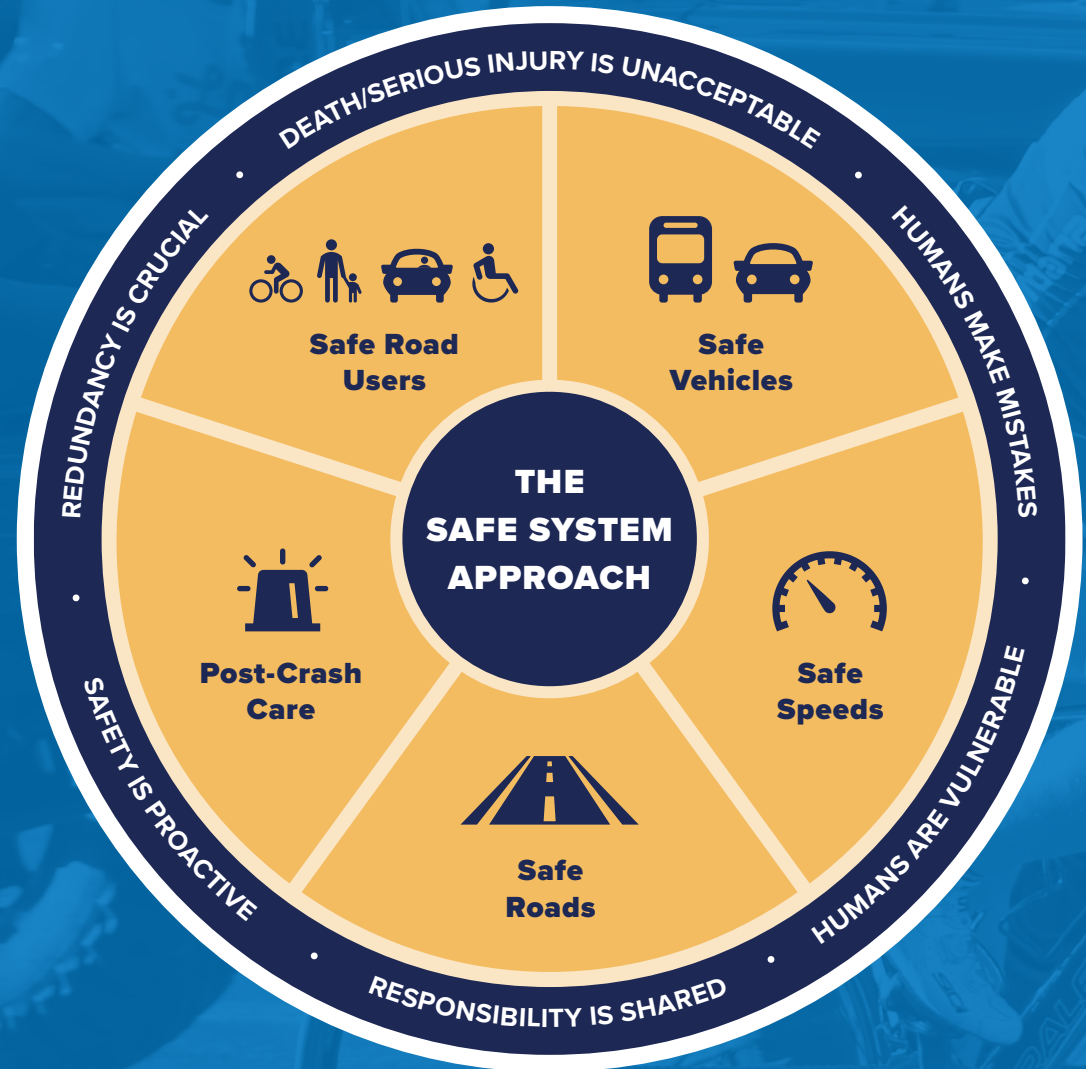 DEATH/SERIOUS INJURY IS UNACCEPTABLE
HUMANS MAKE MISTAKES
HUMANS ARE VULNERABLE
RESPONSIBILITY IS SHARED
SAFETY IS PROACTIVE
REDUNDANCY IS CRUCIAL
Safe Road
Users
Safe
Vehicles
Safe
Speeds
Safe
Roads
Post-Crash
Care
THE
SAFE SYSTEM
APPROACH